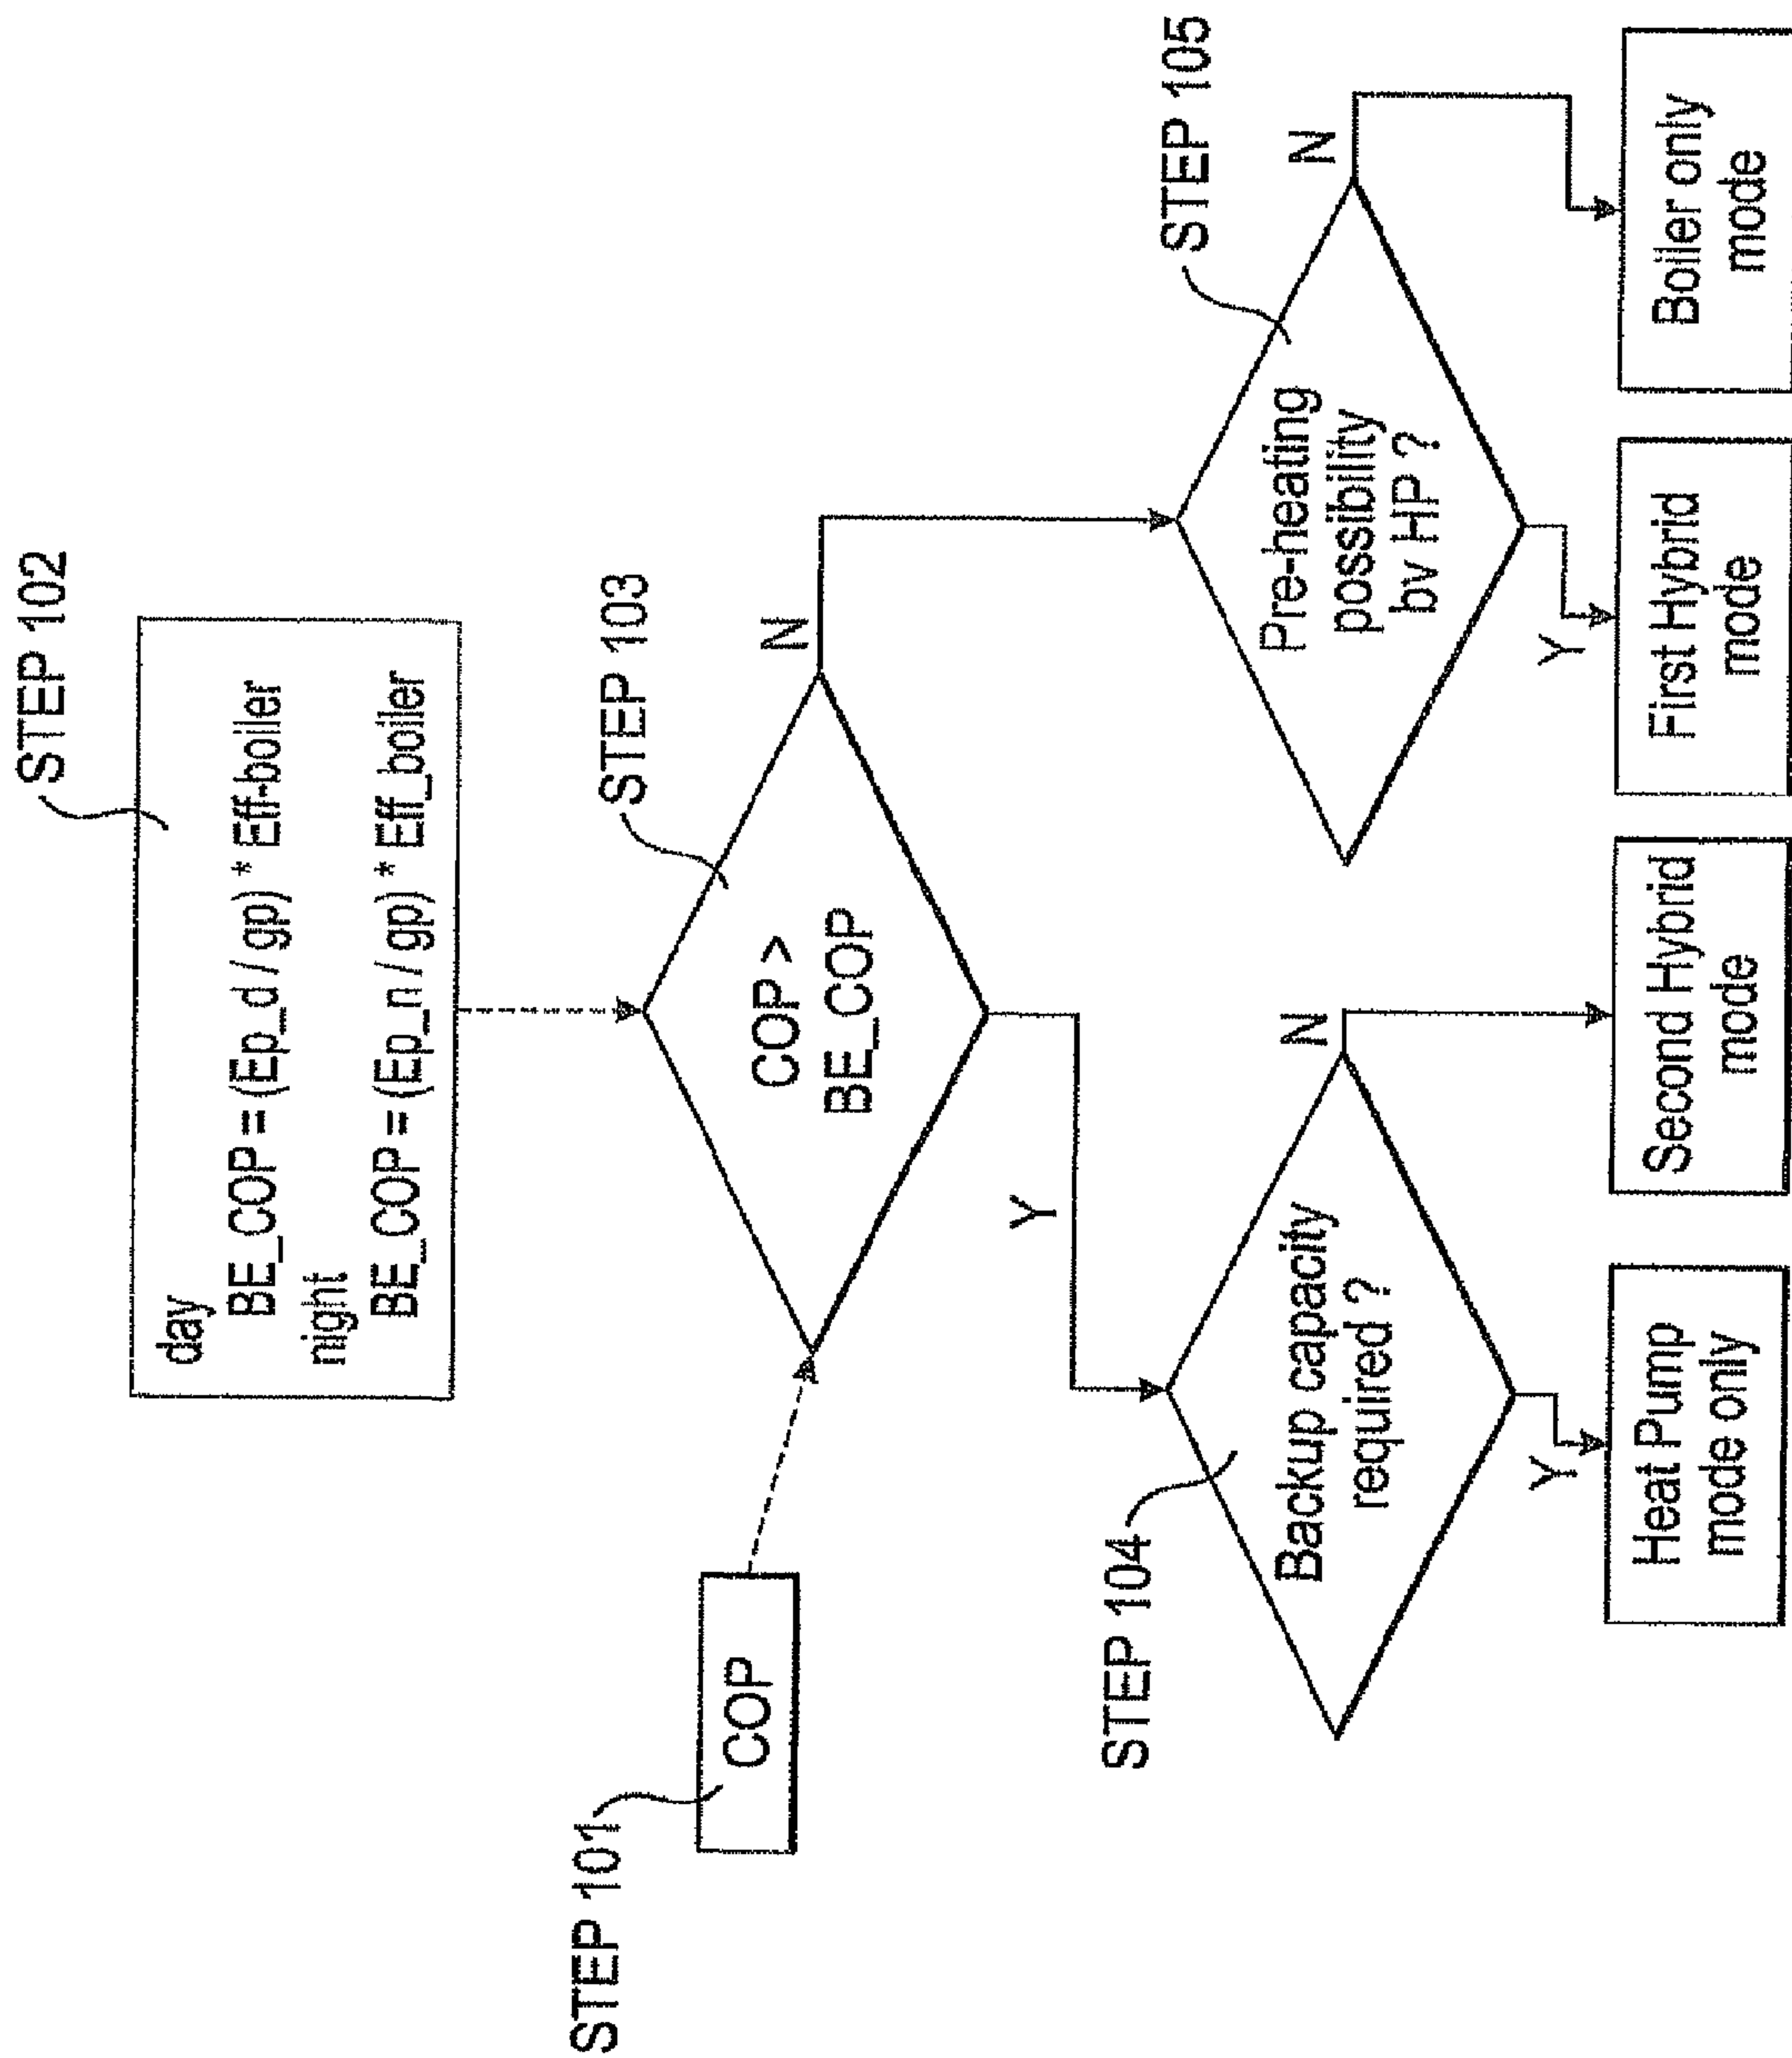 STEP 102
day
BE_COP = (Ep_d / gp) * Eff-boiler
night
BE_COP = (Ep_n / gp) * Eff_boiler
STEP 101
COP
STEP 103
COP >
BE_COP
Y
N
STEP 104
Backup capacity
required ?
Y
N
STEP 105
Pre-heating
possibility
by HP ?
Y
N
Heat Pump
mode only
Second Hybrid
mode
First Hybrid
mode
Boiler only
mode